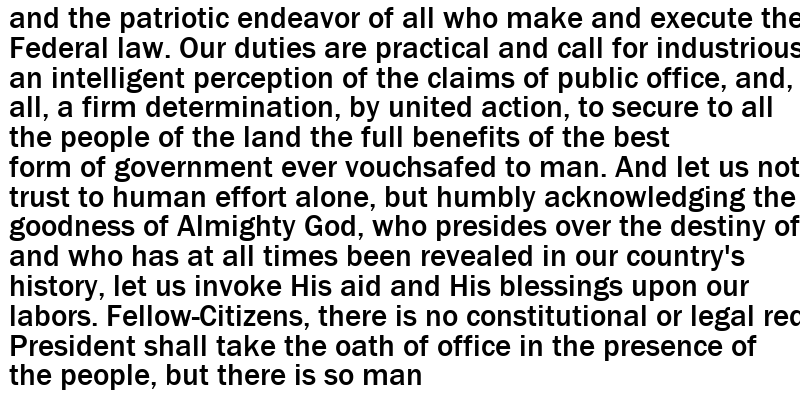 and the patriotic endeavor of all who make and execute the
Federal law. Our duties are practical and call for industrious
an intelligent perception of the claims of public office, and,
all, a firm determination, by united action, to secure to all
the people of the land the full benefits of the best
form of government ever vouchsafed to man. And let us not
trust to human effort alone, but humbly acknowledging the
goodness of Almighty God, who presides over the destiny of
and who has at all times been revealed in our country's
history, let us invoke His aid and His blessings upon our
labors. Fellow-Citizens, there is no constitutional or legal
President shall take the oath of office in the presence of
the people, but there is so man